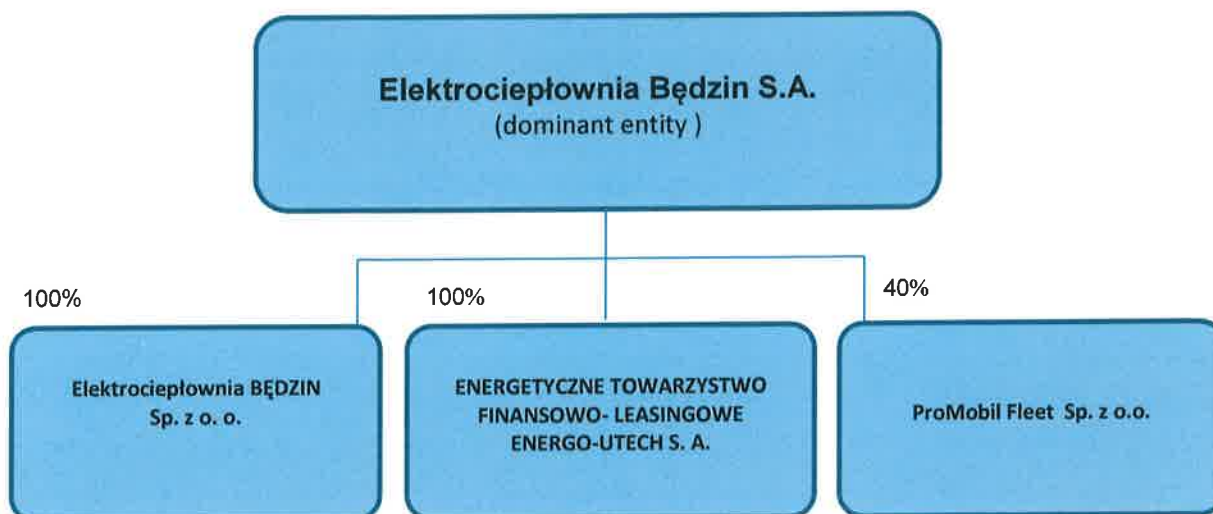 Elektrociepłownia Będzin S.A.
(dominant entity )
100%
100%
40%
Elektrociepłownia BĘDZIN
Sp. z o. o.
ENERGETYCZNE TOWARZYSTWO
FINANSOWO- LEASINGOWE
ENERGO-UTECH S. A.
ProMobil Fleet Sp. z o.o.